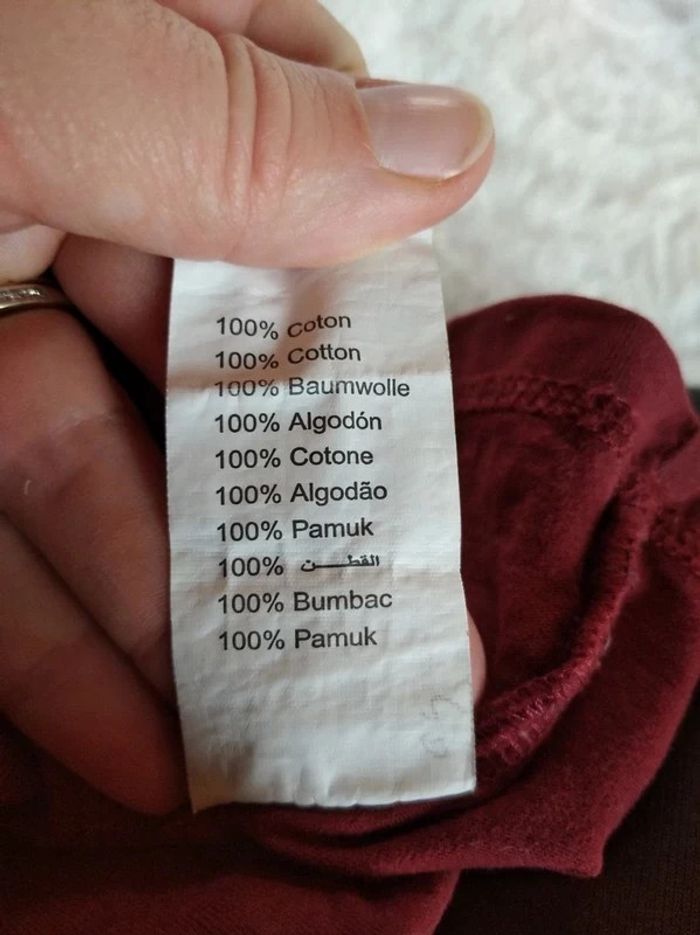 100% Coton
100% Cotton
100% Baumwolle
100% Algodón
100% Cotone
100% Algodão
100% Pamuk
100% القطن
100% Bumbac
100% Pamuk